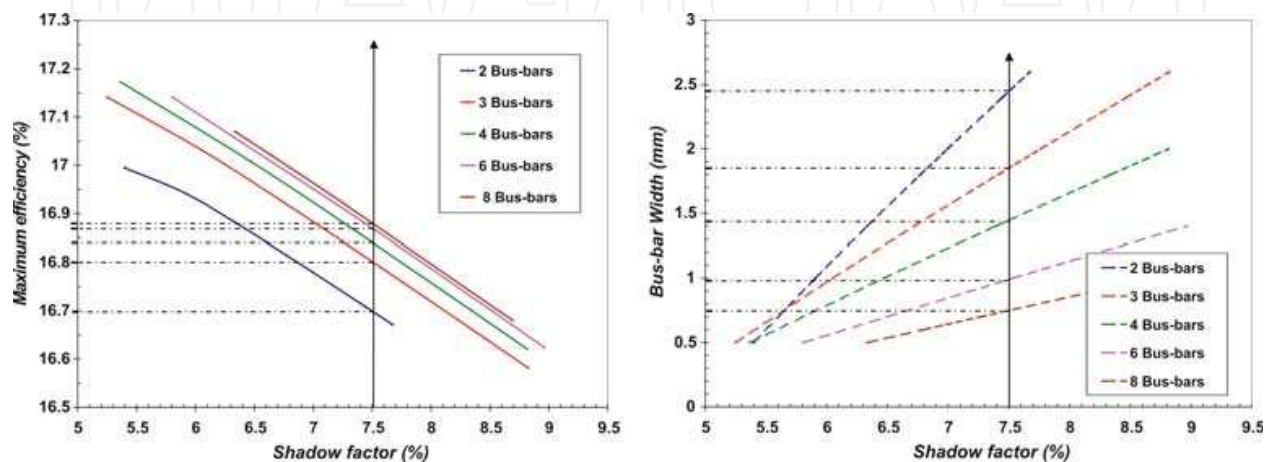 17.3
17.2
17.1
17
16.9
16.8
16.7
16.6
16.5
Maximum efficiency (%)
5 5.5 6 6.5 7 7.5 8 8.5 9 9.5
Shadow factor (%)
2 Bus-bars
3 Bus-bars
4 Bus-bars
6 Bus-bars
8 Bus-bars
3
2.5
2
1.5
1
0.5
0
Bus-bar Width (mm)
5 5.5 6 6.5 7 7.5 8 8.5 9 9.5
Shadow factor (%)
2 Bus-bars
3 Bus-bars
4 Bus-bars
6 Bus-bars
8 Bus-bars